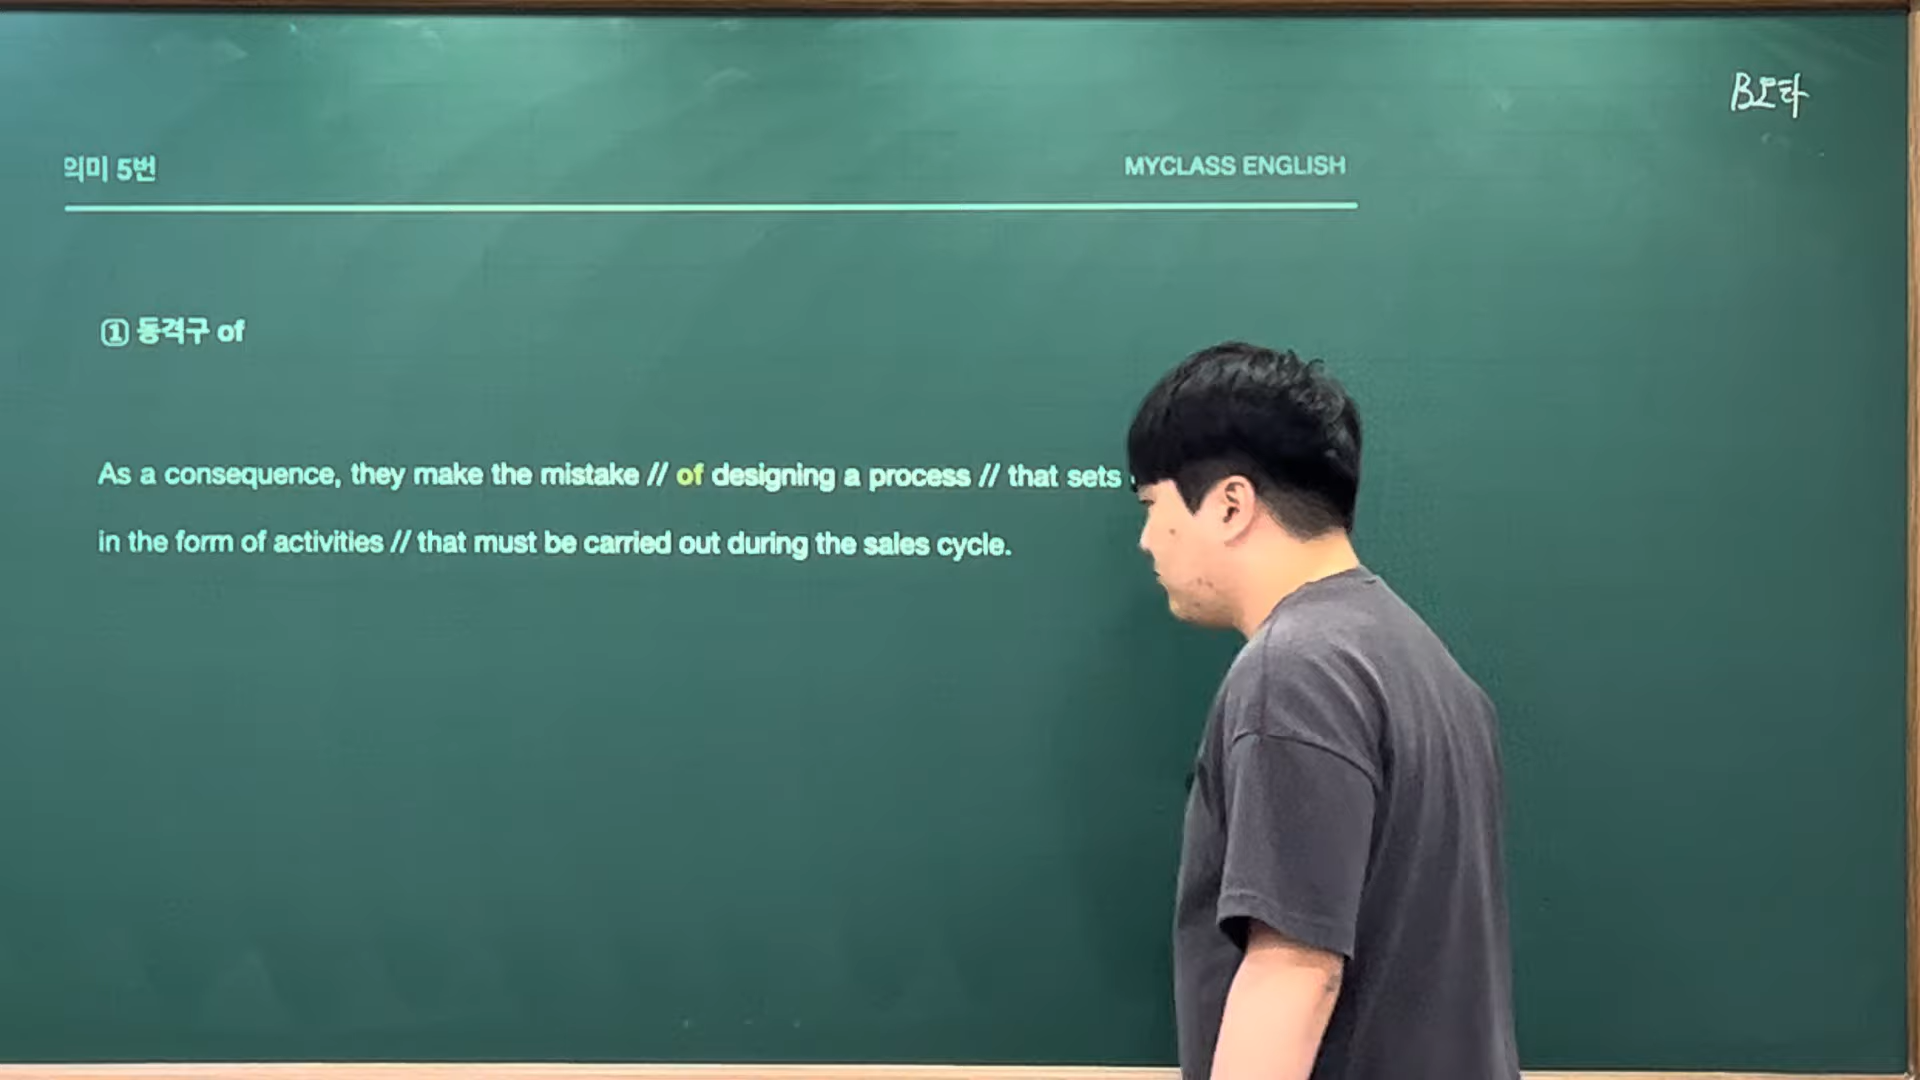 B오타
의미 5번
MYCLASS ENGLISH
① 동격구 of
As a consequence, they make the mistake // of designing a process // that sets
in the form of activities // that must be carried out during the sales cycle.